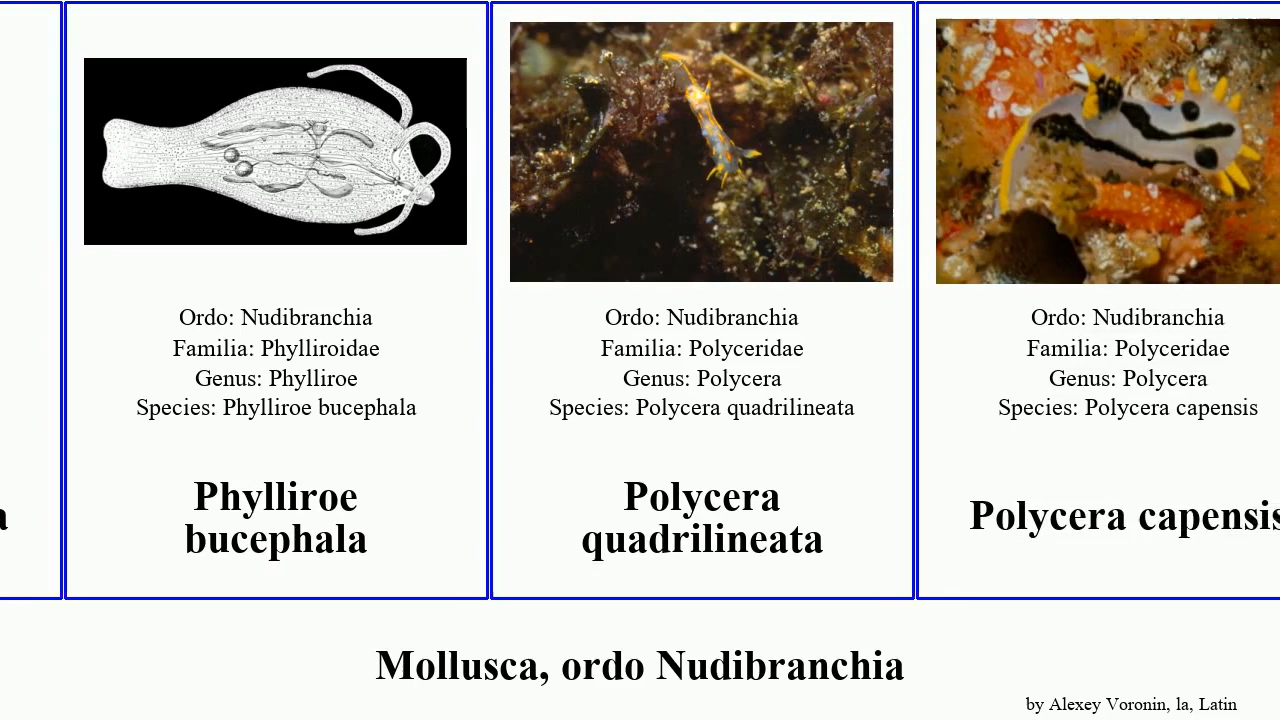 a
Ordo: Nudibranchia
Familia: Phylliroidae
Genus: Phylliroe
Species: Phylliroe bucephala
Phylliroe
bucephala
Ordo: Nudibranchia
Familia: Polyceridae
Genus: Polycera
Species: Polycera quadrilineata
Polycera
quadrilineata
Ordo: Nudibranchia
Familia: Polyceridae
Genus: Polycera
Species: Polycera capensis
Polycera capensis
Mollusca, ordo Nudibranchia
by Alexey Voronin, la, Latin